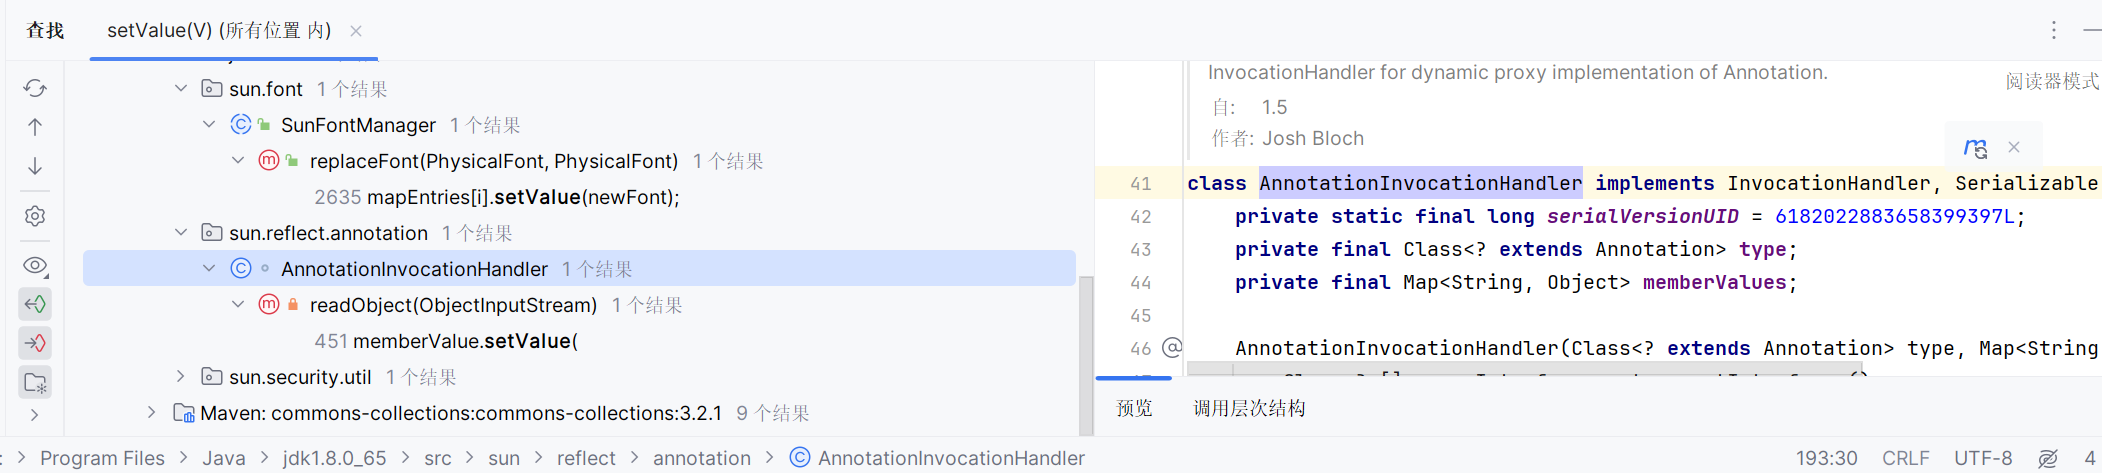 查找
setValue(V) (所有位置 内)
sun.font 1 个结果
SunFontManager 1 个结果
replaceFont(PhysicalFont, PhysicalFont) 1 个结果
2635 mapEntries[i].setValue(newFont);
sun.reflect.annotation 1 个结果
AnnotationInvocationHandler 1 个结果
readObject(ObjectInputStream) 1 个结果
451 memberValue.setValue(
sun.security.util 1 个结果
Maven: commons-collections:commons-collections:3.2.1 9 个结果
InvocationHandler for dynamic proxy implementation of Annotation.
阅读器模式
自: 1.5
作者: Josh Bloch
41 class AnnotationInvocationHandler implements InvocationHandler, Serializable
42 private static final long serialVersionUID = 6182022883658399397L;
43 private final Class<? extends Annotation> type;
44 private final Map<String, Object> memberValues;
45
46 @ AnnotationInvocationHandler(Class<? extends Annotation> type, Map<String
预览
调用层次结构
Program Files > Java > jdk1.8.0_65 > src > sun > reflect > annotation > AnnotationInvocationHandler
193:30 CRLF UTF-8 4